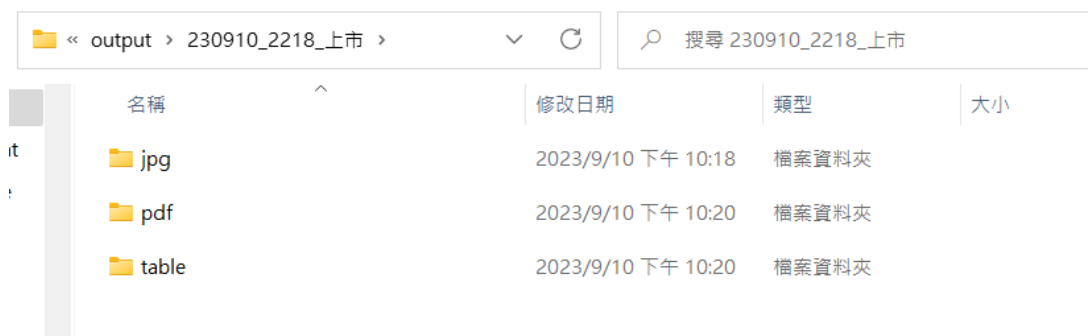 « output › 230910_2218_上市 ›
搜尋 230910_2218_上市
名稱 修改日期 類型 大小
jpg 2023/9/10 下午 10:18 檔案資料夾
pdf 2023/9/10 下午 10:20 檔案資料夾
table 2023/9/10 下午 10:20 檔案資料夾